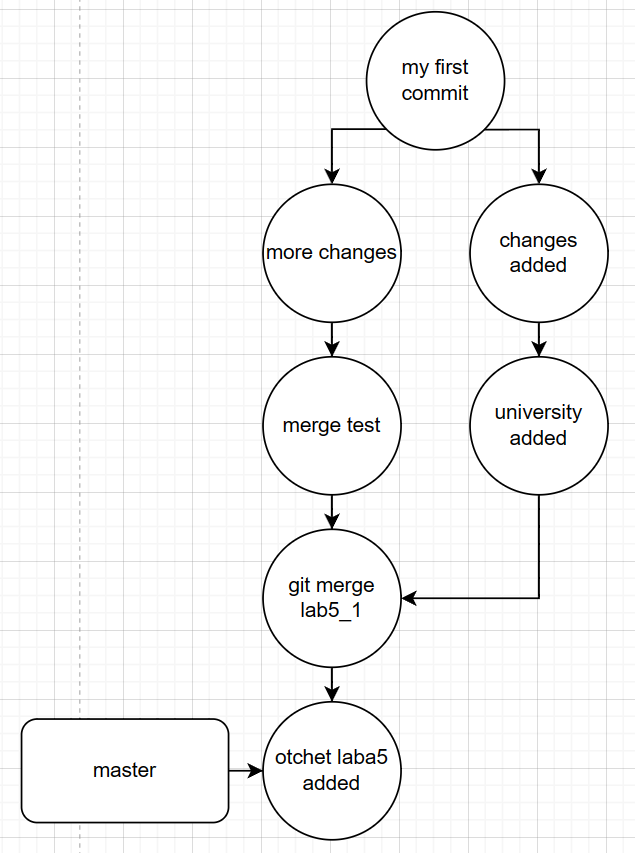 my first
commit
more changes
changes
added
merge test
university
added
git merge
lab5_1
master
otchet laba5
added